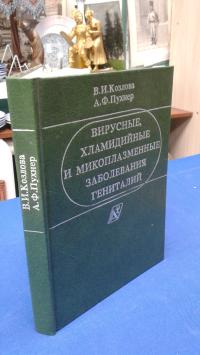 В.И.Козлова
А.Ф.Пухнер
ВИРУСНЫЕ,
ХЛАМИДИЙНЫЕ
И МИКОПЛАЗМЕННЫЕ
ЗАБОЛЕВАНИЯ
ГЕНИТАЛИЙ
В.И.Козлова
А.Ф.Пухнер